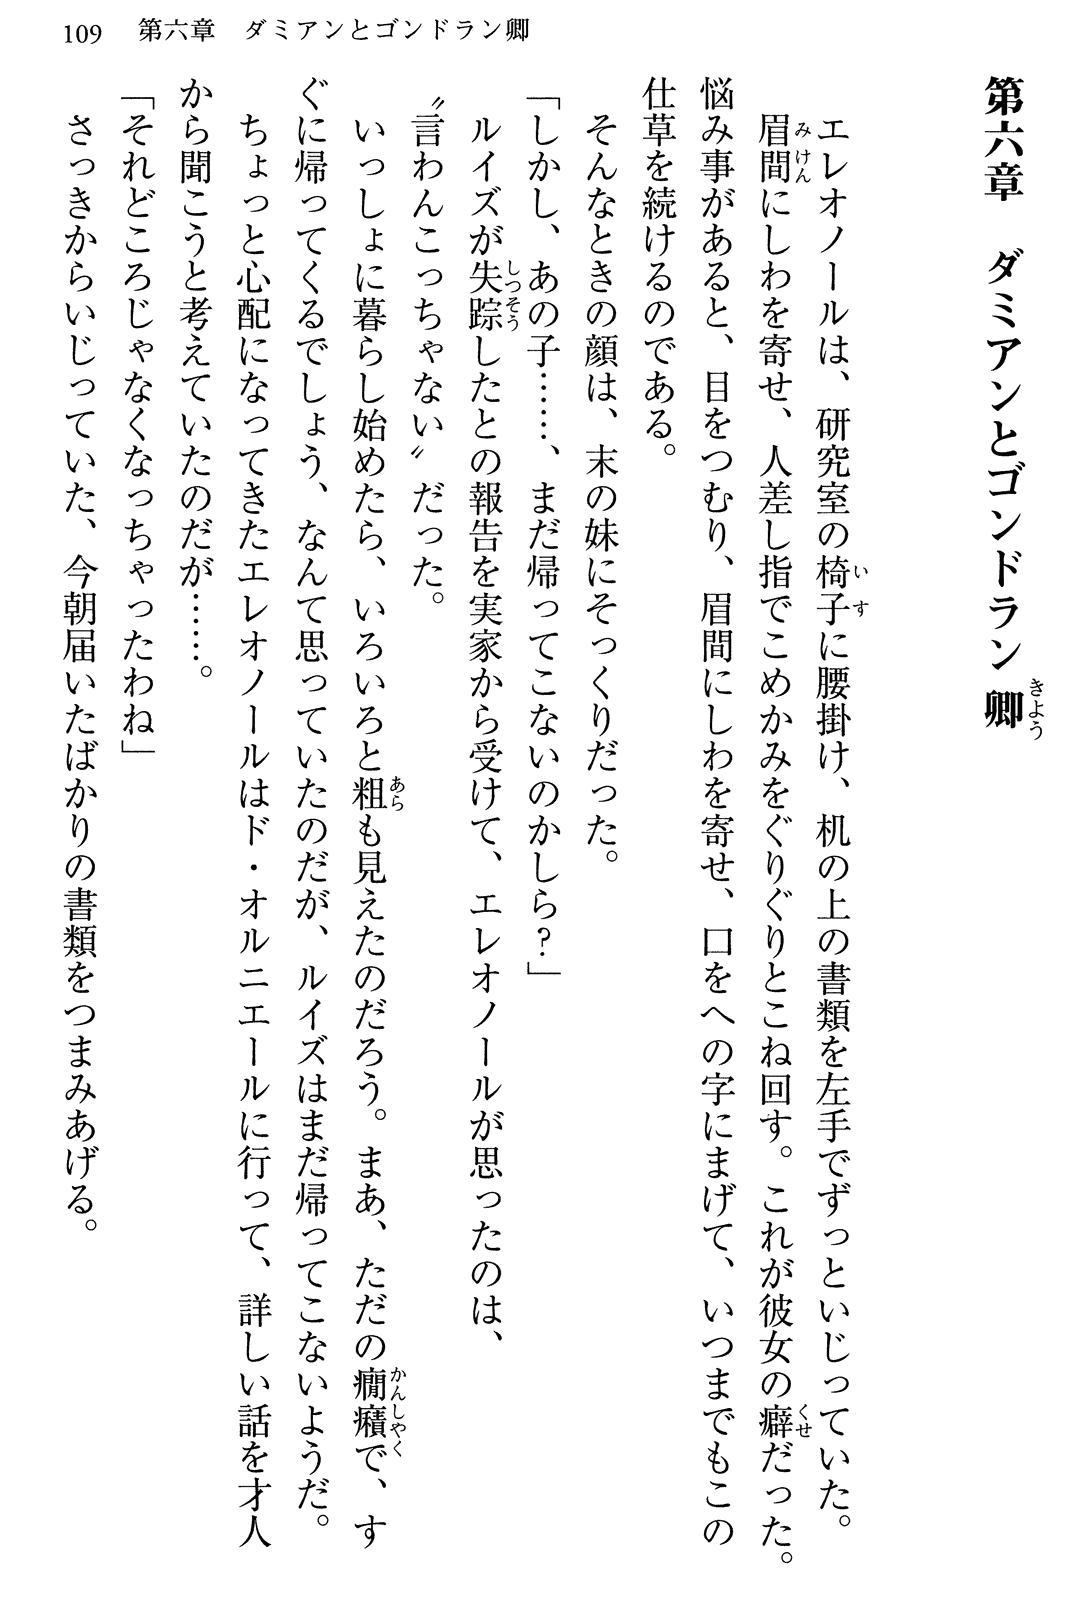 109　第六章　ダミアンとゴンドラン卿
第六章　ダミアンとゴンドラン卿
エレオノールは、研究室の椅子に腰掛け、机の上の書類を左手でずっといじっていた。
眉間にしわを寄せ、人差し指でこめかみをぐりぐりとこね回す。これが彼女の癖だった。
悩み事があると、目をつむり、眉間にしわを寄せ、口をへの字にまげて、いつまでもこの
仕草を続けるのである。
そんなときの顔は、末の妹にそっくりだった。
「しかし、あの子……、まだ帰ってこないのかしら？」
ルイズが失踪したとの報告を実家から受けて、エレオノールが思ったのは、
〝言わんこっちゃない〟だった。
いっしょに暮らし始めたら、いろいろと粗も見えたのだろう。まあ、ただの癇癪で、す
ぐに帰ってくるでしょう、なんて思っていたのだが、ルイズはまだ帰ってこないようだ。
ちょっと心配になってきたエレオノールはド・オルニエールに行って、詳しい話を才人
から聞こうと考えていたのだが……。
「それどころじゃなくなっちゃったわね」
さっきからいじっていた、今朝届いたばかりの書類をつまみあげる。